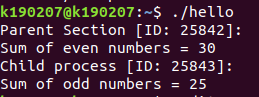 k190207@k190207:~$ ./hello
Parent Section [ID: 25842]:
Sum of even numbers = 30
Child process [ID: 25843]:
Sum of odd numbers = 25